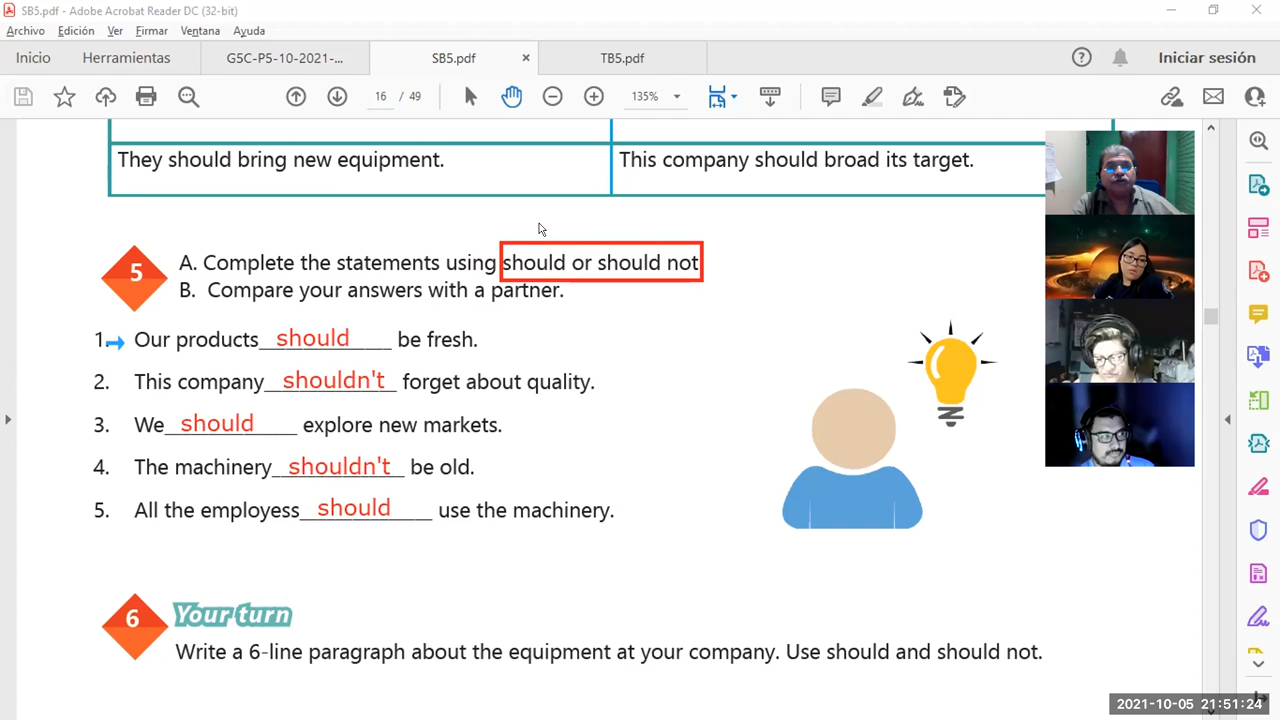 SB5.pdf - Adobe Acrobat Reader DC (32-bit)
Archivo Edición Ver Firmar Ventana Ayuda
Inicio Herramientas G5C-P5-10-2021-... SB5.pdf × TB5.pdf Iniciar sesión
16 / 49 135%
They should bring new equipment. This company should broad its target.
5 A. Complete the statements using should or should not
B. Compare your answers with a partner.
1. Our products should be fresh.
2. This company shouldn't forget about quality.
3. We should explore new markets.
4. The machinery shouldn't be old.
5. All the employess should use the machinery.
6 Your turn
Write a 6-line paragraph about the equipment at your company. Use should and should not.
2021-10-05 21:51:24